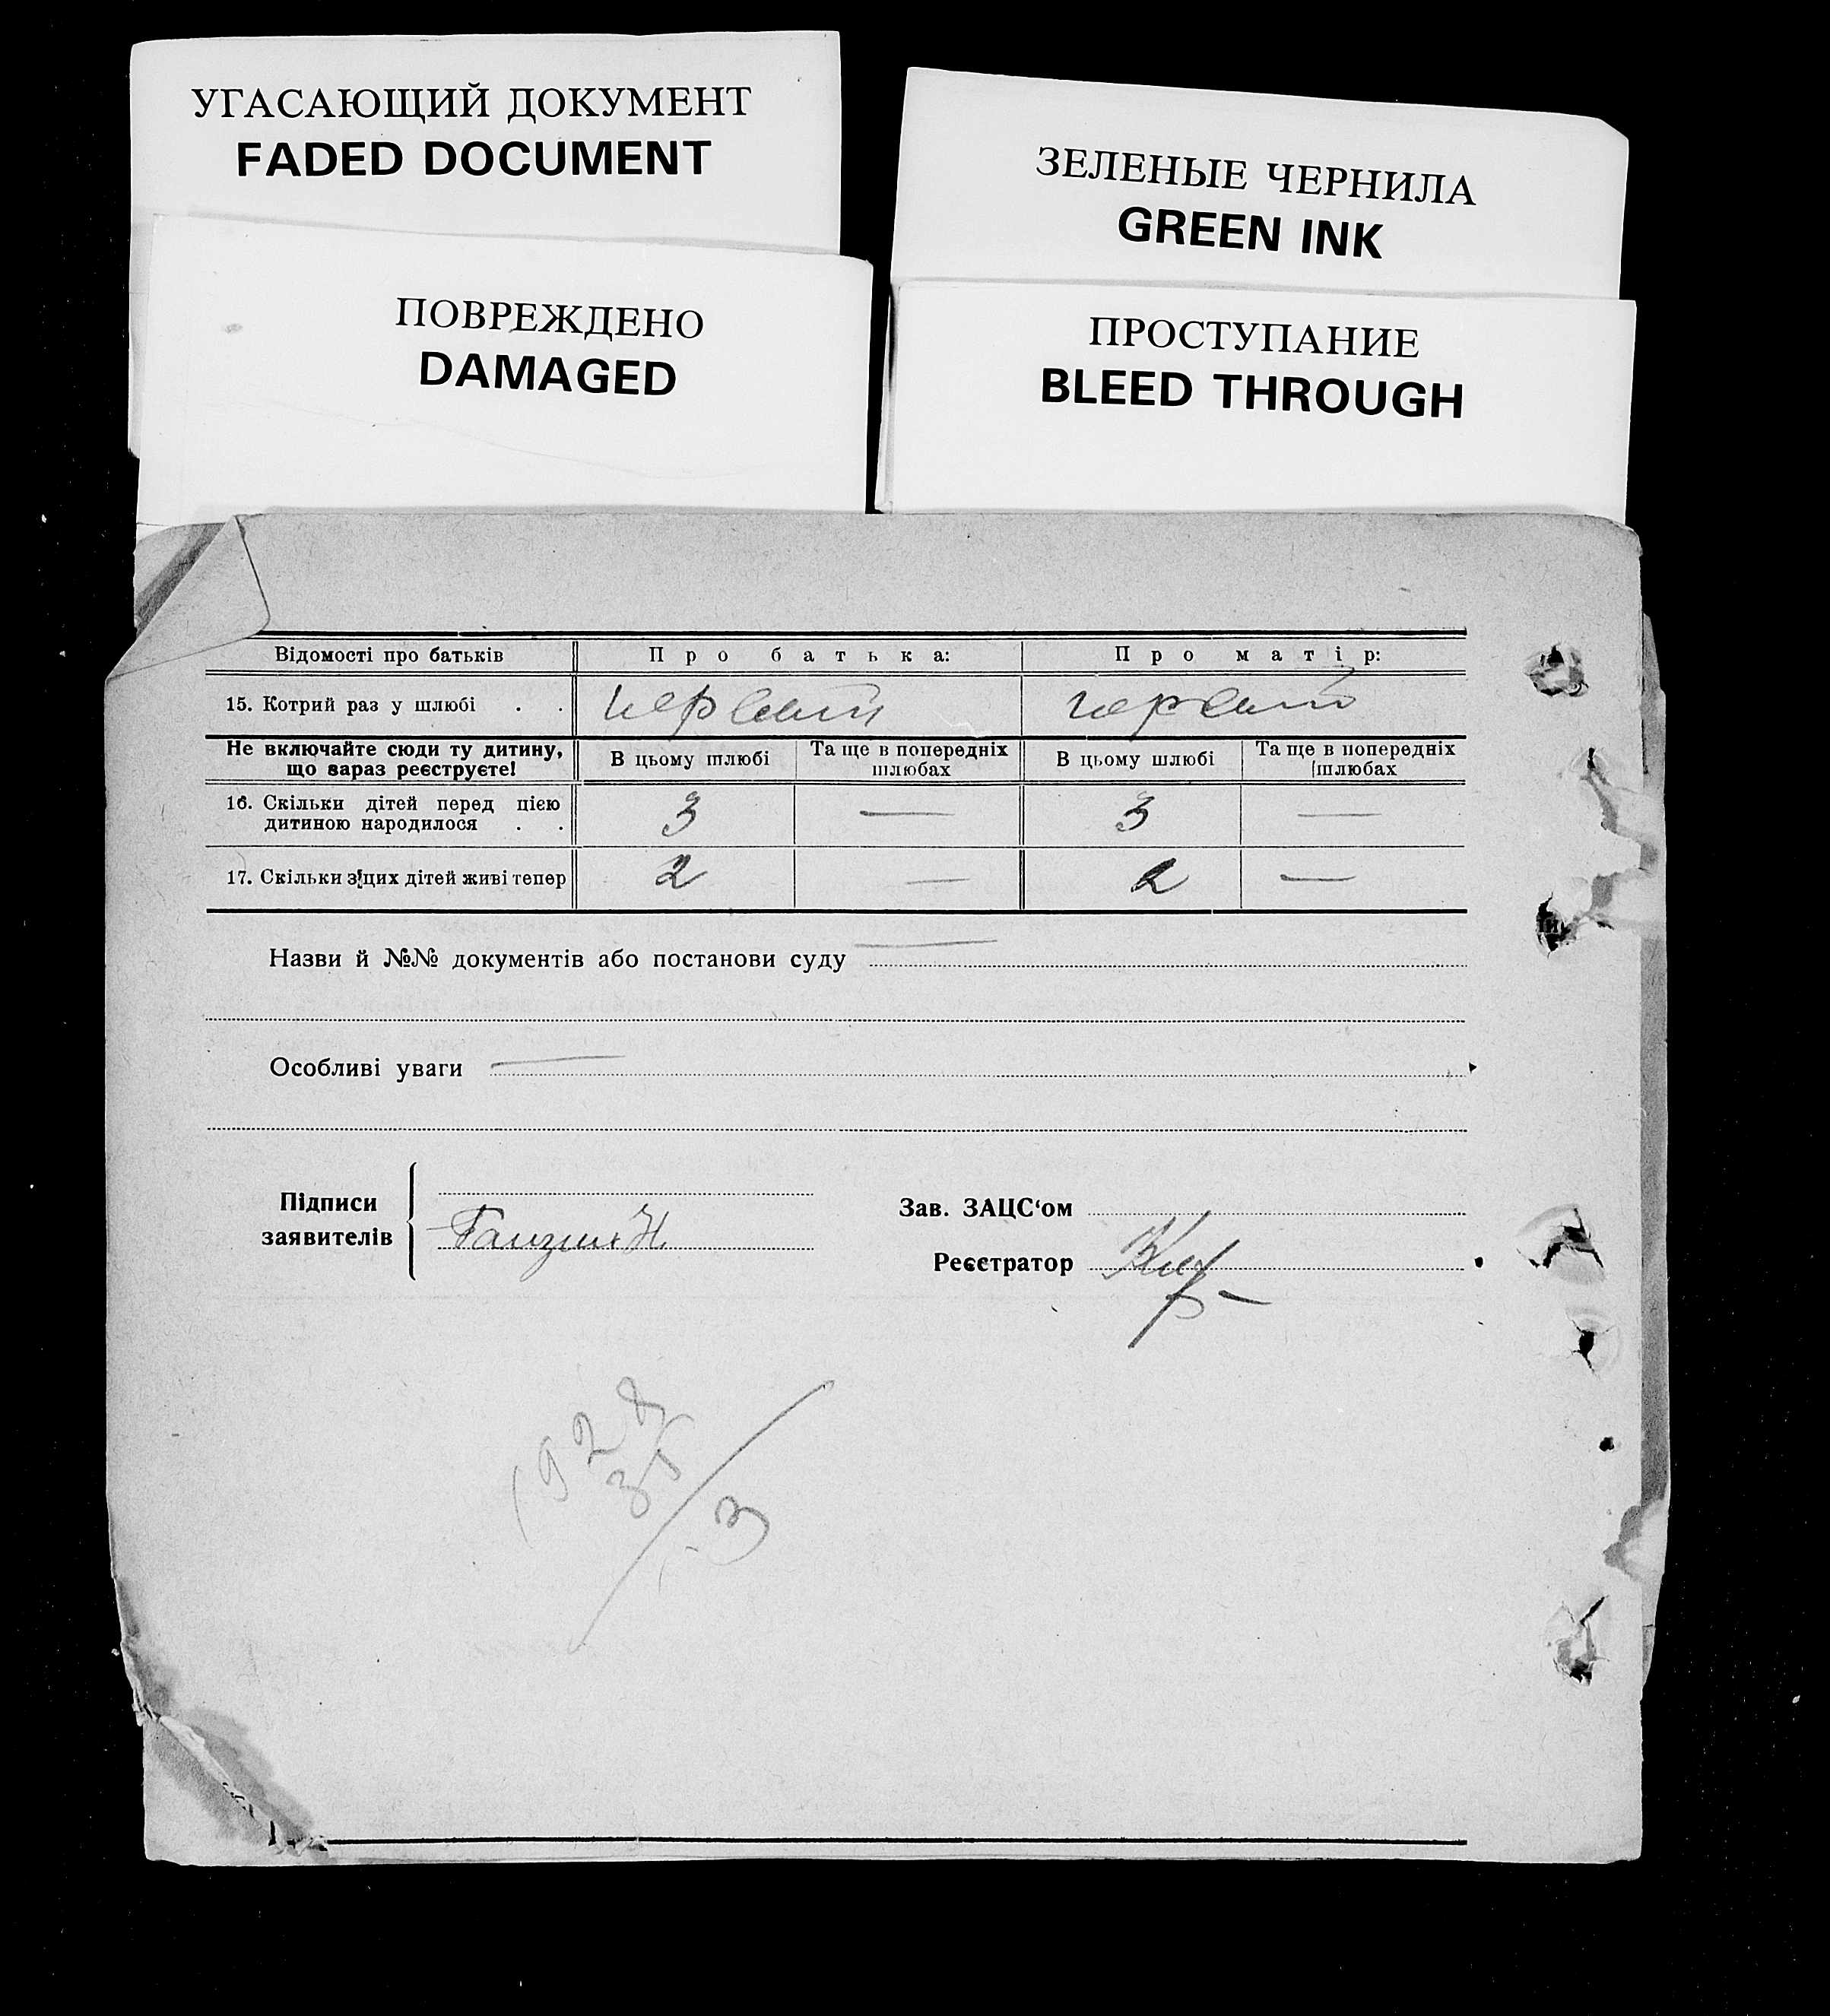 УГАСАЮЩИЙ ДОКУМЕНТ
FADED DOCUMENT
ЗЕЛЕНЫЕ ЧЕРНИЛА
GREEN INK
ПОВРЕЖДЕНО
DAMAGED
ПРОСТУПАНИЕ
BLEED THROUGH
Відомості про батьків Про батька: Про матір:
15. Котрий раз у шлюбі . . первий первий
Не включайте сюди ту дитину, що зараз реєструєте! В цьому шлюбі Та ще в попередніх шлюбах В цьому шлюбі Та ще в попередніх шлюбах
16. Скільки дітей перед цією
дитиною народилося . . 3 — 3 —
17. Скільки з цих дітей живі тепер 2 — 2 —
Назви й №№ документів або постанови суду —
Особливі уваги —
Підписи
заявителів
Зав. ЗАЦС‘ом
Реєстратор
1928
35
3